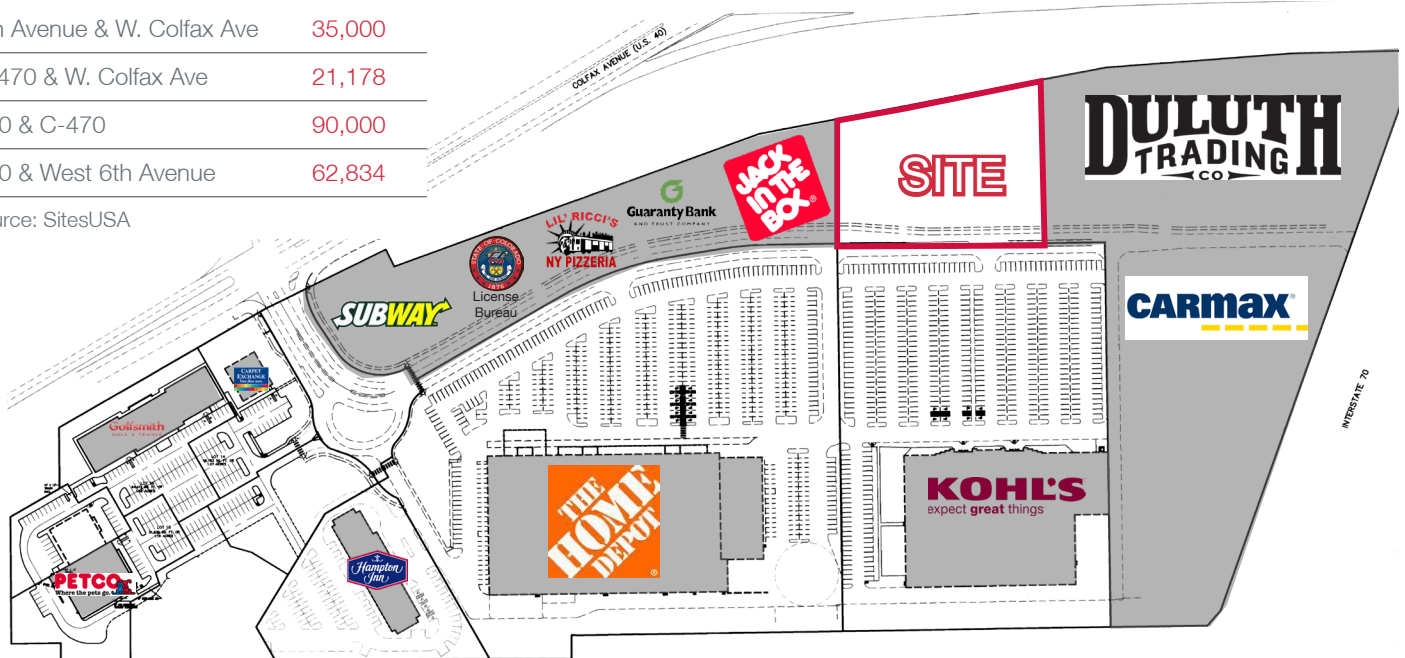 Avenue & W. Colfax Ave 35,000
470 & W. Colfax Ave 21,178
& C-470 90,000
& West 6th Avenue 62,834
SitesUSA
COLFAX AVENUE (U.S. 40)
DULUTH
TRADING
CO
SITE
JACK
IN THE
BOX®
Guaranty Bank
AND TRUST COMPANY
LIL' RICCI'S
NY PIZZERIA
STATE OF COLORADO
1876
License
Bureau
SUBWAY
CARMAX
INTERSTATE 70
CARPET
EXCHANGE
Golfsmith
GOLF & TENNIS
THE
HOME
DEPOT
®
KOHL'S
expect great things
Hampton
Inn
PETCO
Where the pets go.